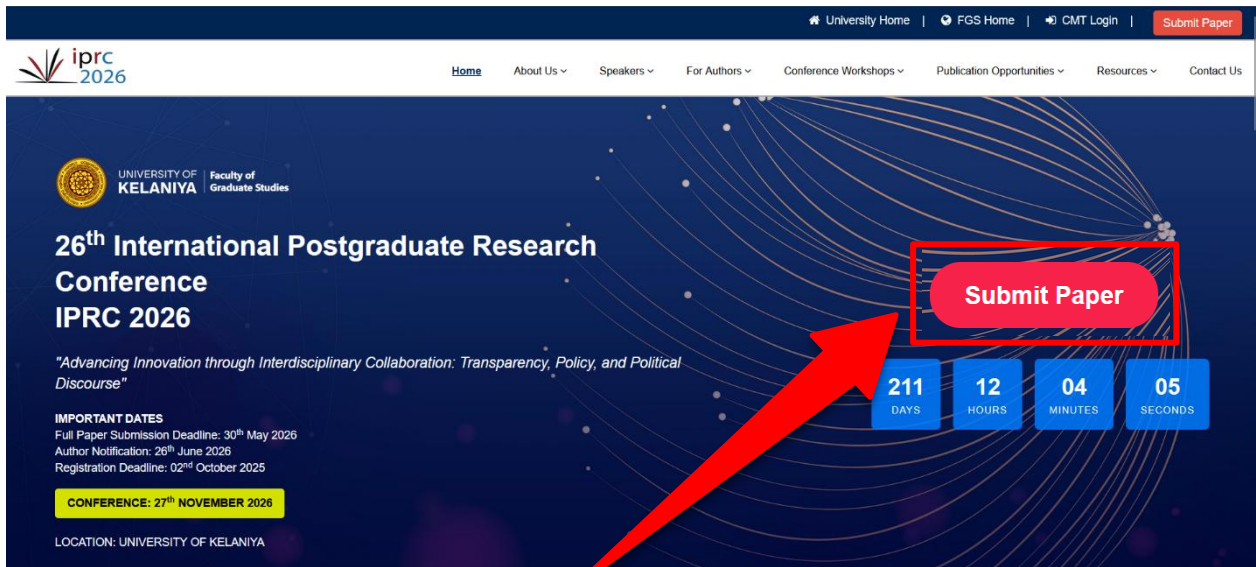 University Home | FGS Home | CMT Login | Submit Paper
iprc
2026
Home About Us Speakers For Authors Conference Workshops Publication Opportunities Resources Contact Us
UNIVERSITY OF
KELANIYA
Faculty of
Graduate Studies
26th International Postgraduate Research
Conference
IPRC 2026
"Advancing Innovation through Interdisciplinary Collaboration: Transparency, Policy, and Political
Discourse"
IMPORTANT DATES
Full Paper Submission Deadline: 30th May 2026
Author Notification: 26th June 2026
Registration Deadline: 02nd October 2025
CONFERENCE: 27th NOVEMBER 2026
LOCATION: UNIVERSITY OF KELANIYA
Submit Paper
211 12 04 05
DAYS HOURS MINUTES SECONDS